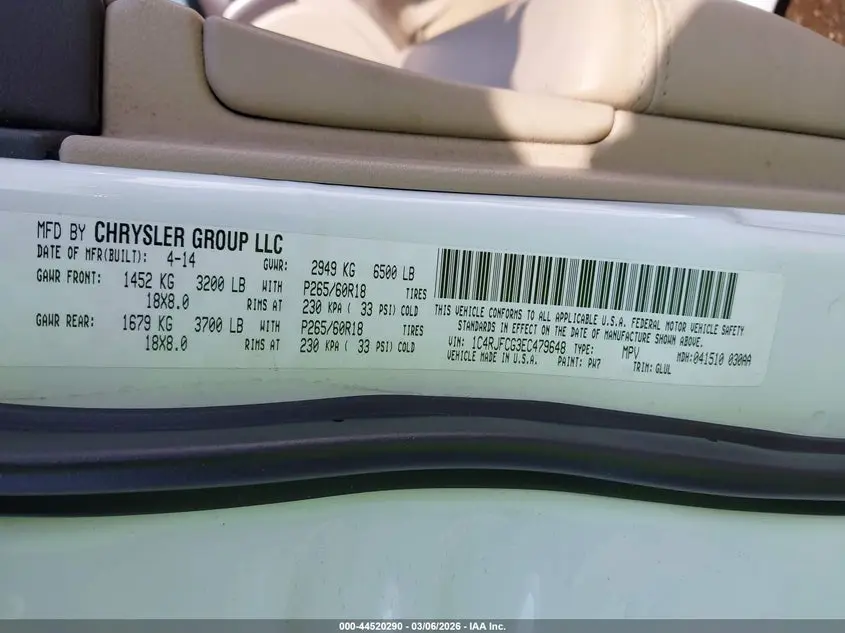 MFD BY CHRYSLER GROUP LLC
DATE OF MFR(BUILT): 4-14 GVWR: 2949 KG 6500 LB
GAWR FRONT: 1452 KG 3200 LB WITH P265/60R18 TIRES
18X8.0 RIMS AT 230 KPA ( 33 PSI) COLD
GAWR REAR: 1679 KG 3700 LB WITH P265/60R18 TIRES
18X8.0 RIMS AT 230 KPA ( 33 PSI) COLD
THIS VEHICLE CONFORMS TO ALL APPLICABLE U.S.A. FEDERAL MOTOR VEHICLE SAFETY
STANDARDS IN EFFECT ON THE DATE OF MANUFACTURE SHOWN ABOVE.
VIN: 1C4RJFCG3EC479648 TYPE: MPV MDH:041510 030AA
VEHICLE MADE IN U.S.A. PAINT: PW7 TRIM: GLUL
000-44520290 - 03/06/2026 - IAA Inc.